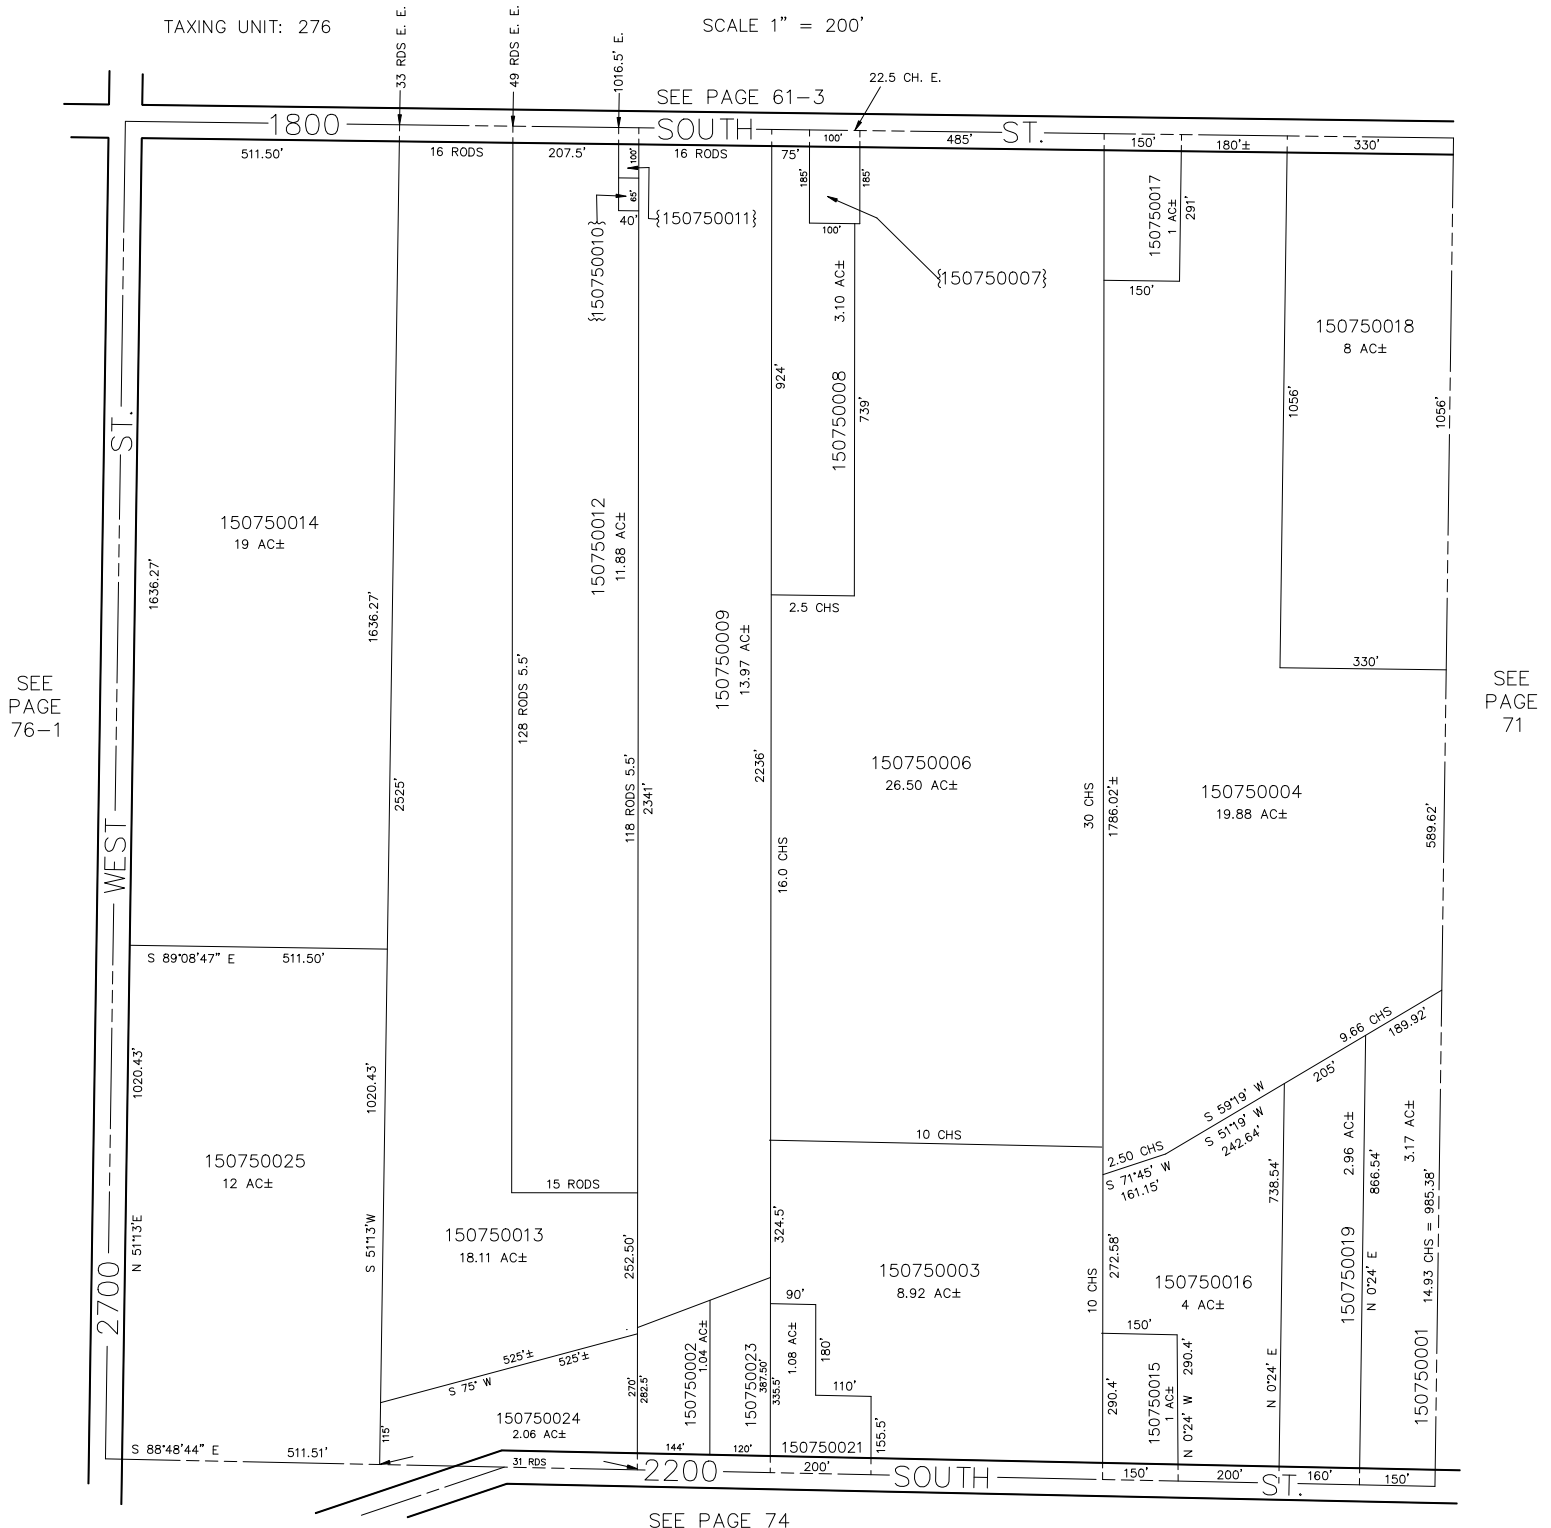 TAXING UNIT: 276
SCALE 1" = 200'
33 RDS E. E.
49 RDS E. E.
1016.5' E.
22.5 CH. E.
SEE PAGE 61-3
1800 SOUTH ST.
511.50'
16 RODS
207.5'
100'
16 RODS
75'
100'
485'
150'
180'±
330'
65'
40'
185'
185'
100'
{150750010}
{150750011}
{150750007}
150750017
1 AC±
291'
150'
150750018
8 AC±
1056'
1056'
330'
3.10 AC±
150750008
924'
739'
2.5 CHS
WEST ST.
150750014
19 AC±
1636.27'
1636.27'
150750012
11.88 AC±
150750009
13.97 AC±
128 RODS 5.5'
SEE
PAGE
76-1
SEE
PAGE
71
2525'
118 RODS 5.5'
2341'
2236'
16.0 CHS
150750006
26.50 AC±
30 CHS
1786.02'±
150750004
19.88 AC±
589.62'
S 89°08'47" E
511.50'
1020.43'
1020.43'
9.66 CHS
189.92'
205'
S 59°19' W
S 51°19' W
242.64'
10 CHS
2.50 CHS
S 71°45' W
161.15'
150750025
12 AC±
N 51'13'E
S 51'13'W
15 RODS
150750013
18.11 AC±
252.50'
324.5'
150750003
8.92 AC±
10 CHS
272.58'
150750016
4 AC±
738.54'
2.96 AC±
866.54'
150750019
N 0°24' E
3.17 AC±
14.93 CHS = 985.38'
150750001
2700
525'±
525'±
S 75° W
150750024
2.06 AC±
115'
270'
282.5'
150750002
1.04 AC±
150750023
387.50'
335.5'
90'
1.08 AC±
180'
110'
155.5'
150750021
150'
290.4'
290.4'
150750015
1 AC±
N 0°24' W
N 0°24' E
S 88°48'44" E
511.51'
31 RDS
144'
120'
200'
150'
200'
160'
150'
2200 SOUTH ST.
SEE PAGE 74